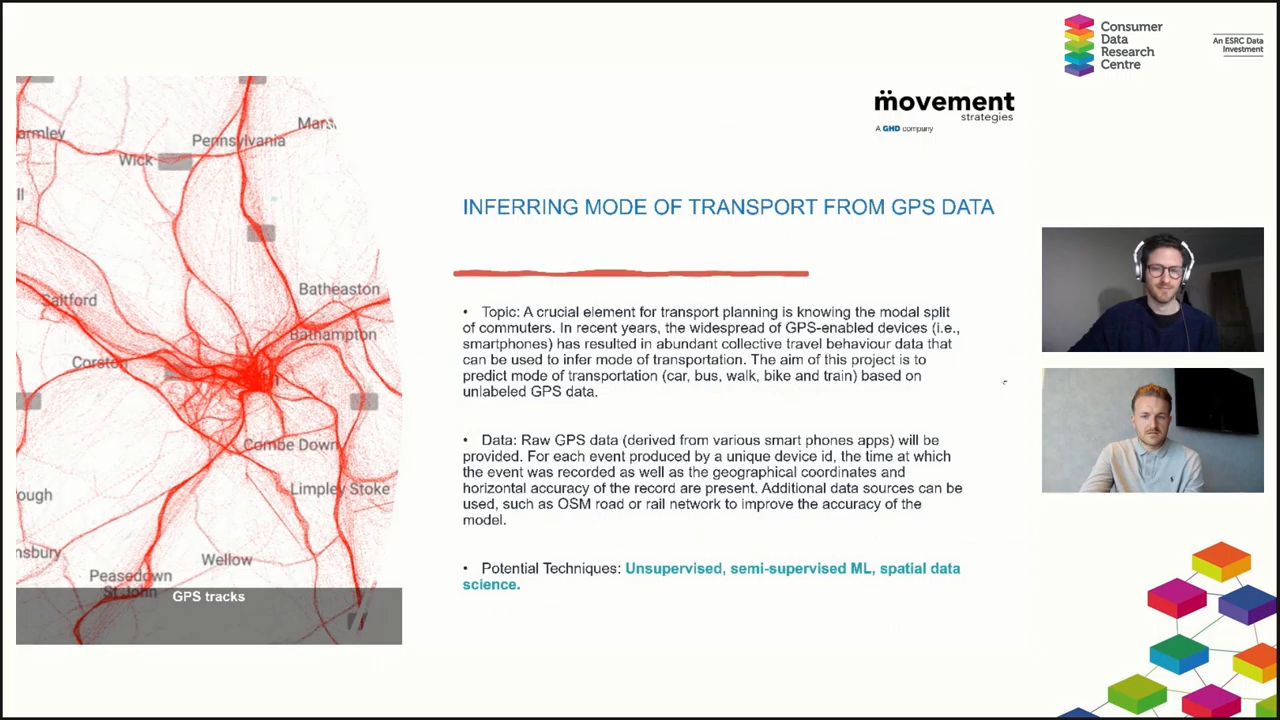 Consumer
Data
Research
Centre
An ESRC Data
Investment
movement
strategies
A GHD company
INFERRING MODE OF TRANSPORT FROM GPS DATA
• Topic: A crucial element for transport planning is knowing the modal split
of commuters. In recent years, the widespread of GPS-enabled devices (i.e.,
smartphones) has resulted in abundant collective travel behaviour data that
can be used to infer mode of transportation. The aim of this project is to
predict mode of transportation (car, bus, walk, bike and train) based on
unlabeled GPS data.
• Data: Raw GPS data (derived from various smart phones apps) will be
provided. For each event produced by a unique device id, the time at which
the event was recorded as well as the geographical coordinates and
horizontal accuracy of the record are present. Additional data sources can be
used, such as OSM road or rail network to improve the accuracy of the
model.
• Potential Techniques: Unsupervised, semi-supervised ML, spatial data
science.
armley
Mars
Pennsylvania
Wick
ll
Saltford
Batheaston
Bathampton
Corston
Combe Down
Limpley Stoke
ough
nsbury
Wellow
Peasedown
St John
GPS tracks